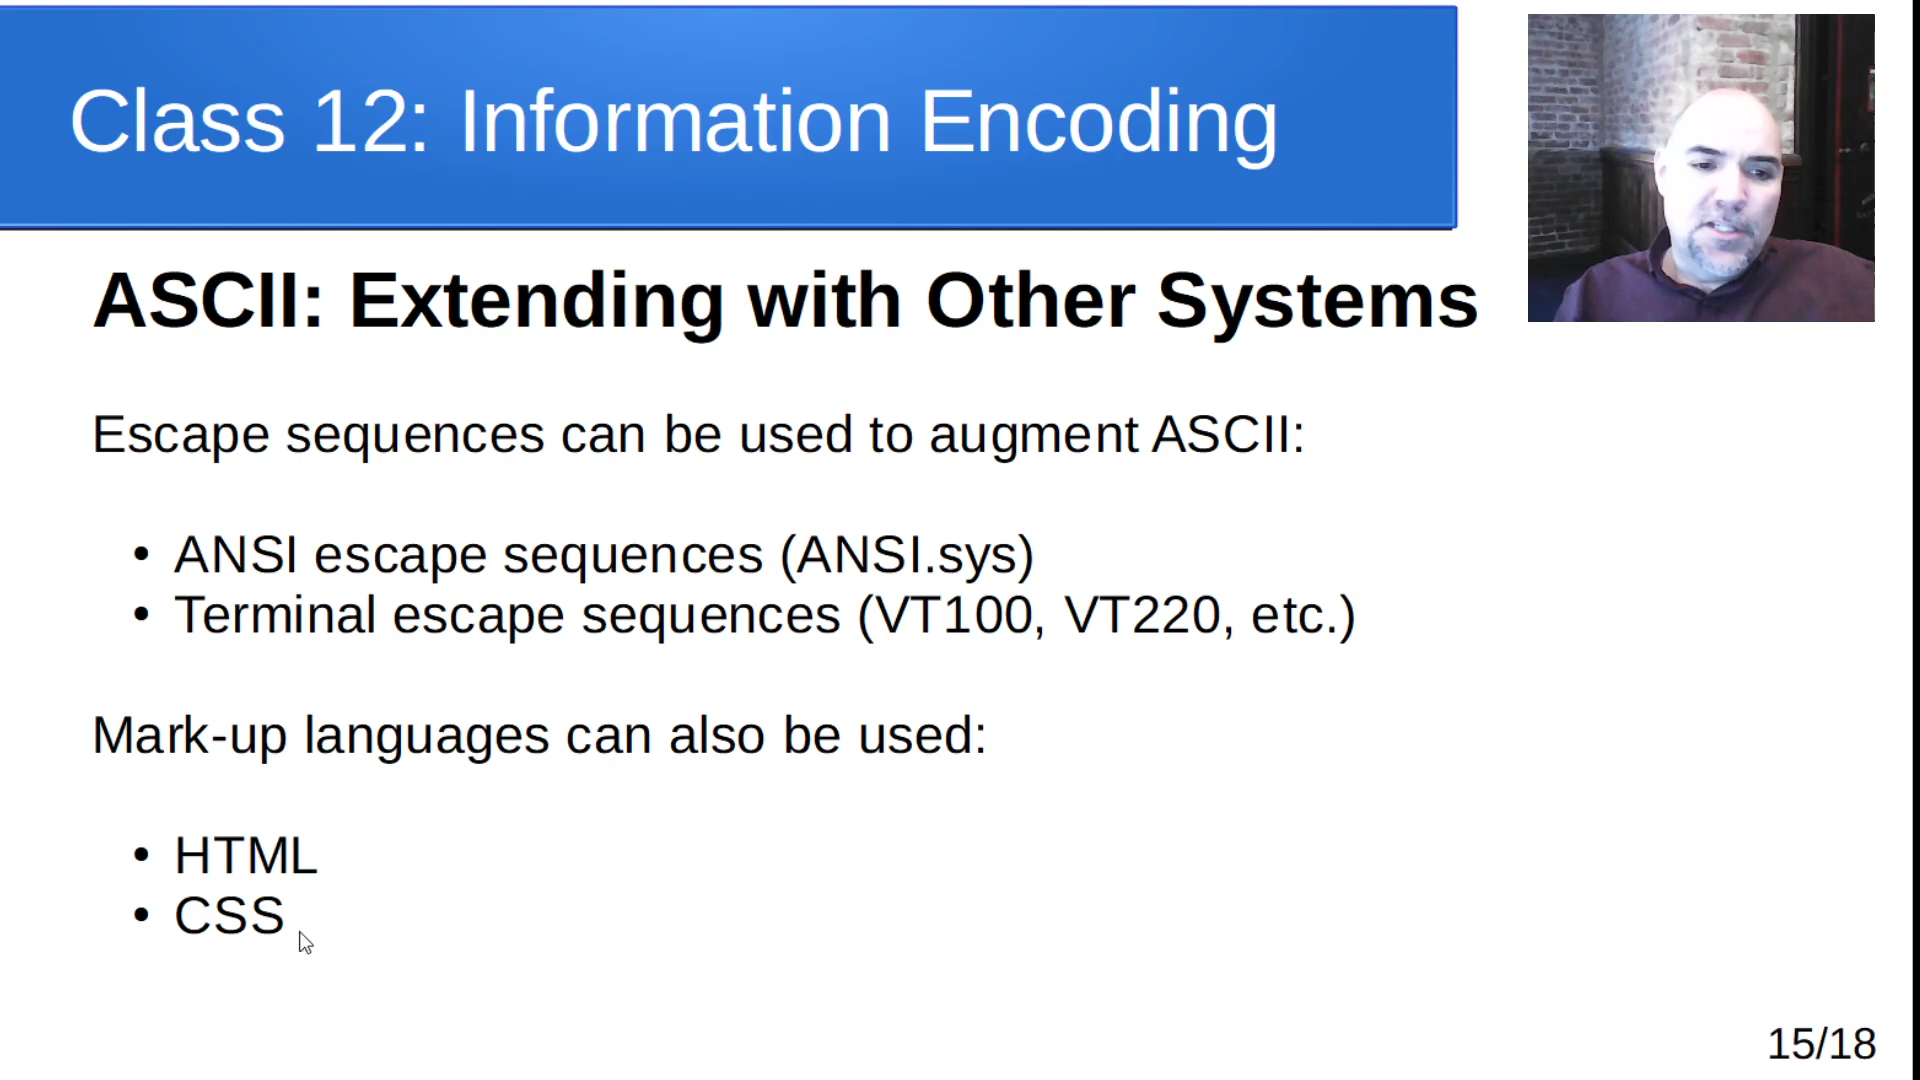 Class 12: Information Encoding
ASCII: Extending with Other Systems
Escape sequences can be used to augment ASCII:
• ANSI escape sequences (ANSI.sys)
• Terminal escape sequences (VT100, VT220, etc.)
Mark-up languages can also be used:
• HTML
• CSS
15/18